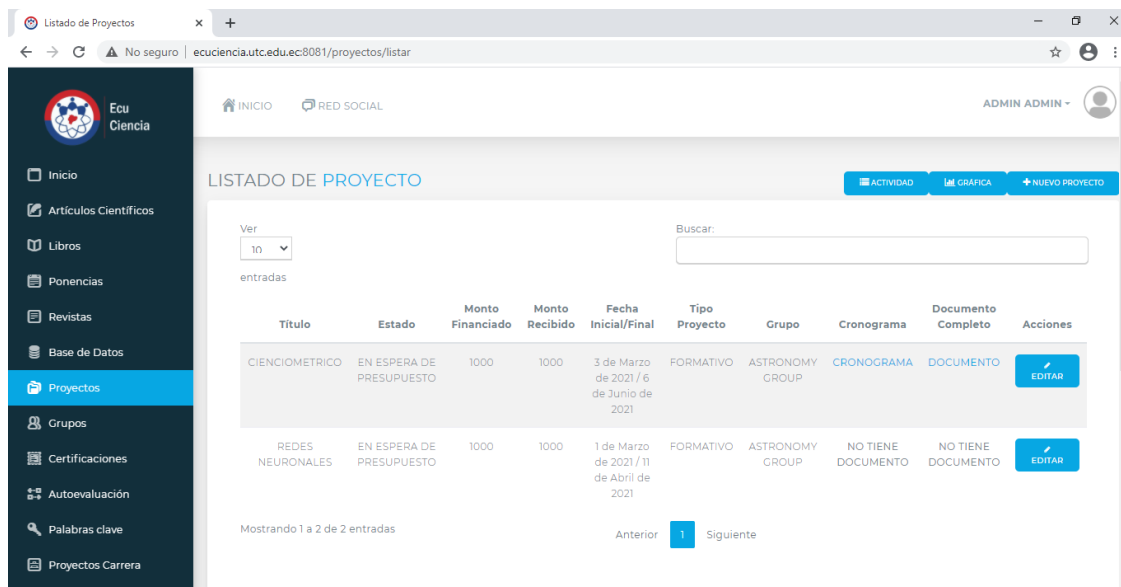 Listado de Proyectos
No seguro | ecuciencia.utc.edu.ec:8081/proyectos/listar
Ecu
Ciencia
INICIO RED SOCIAL
ADMIN ADMIN
Inicio
Artículos Científicos
Libros
Ponencias
Revistas
Base de Datos
Proyectos
Grupos
Certificaciones
Autoevaluación
Palabras clave
Proyectos Carrera
LISTADO DE PROYECTO
ACTIVIDAD GRÁFICA +NUEVO PROYECTO
Ver
10
entradas
Buscar:
Título Estado Monto Financiado Monto Recibido Fecha Inicial/Final Tipo Proyecto Grupo Cronograma Documento Completo Acciones
CIENCIOMETRICO EN ESPERA DE PRESUPUESTO 1000 1000 3 de Marzo de 2021 / 6 de Junio de 2021 FORMATIVO ASTRONOMY GROUP CRONOGRAMA DOCUMENTO EDITAR
REDES NEURONALES EN ESPERA DE PRESUPUESTO 1000 1000 1 de Marzo de 2021 / 11 de Abril de 2021 FORMATIVO ASTRONOMY GROUP NO TIENE DOCUMENTO NO TIENE DOCUMENTO EDITAR
Mostrando 1 a 2 de 2 entradas
Anterior 1 Siguiente